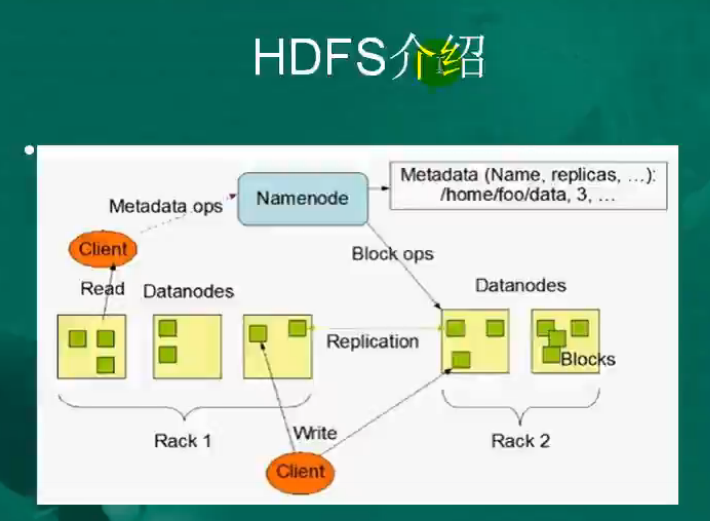 HDFS介绍
Metadata (Name, replicas, ...):
/home/foo/data, 3, ...
Namenode
Metadata ops
Client
Block ops
Read
Datanodes
Datanodes
Replication
Blocks
Rack 1
Write
Rack 2
Client